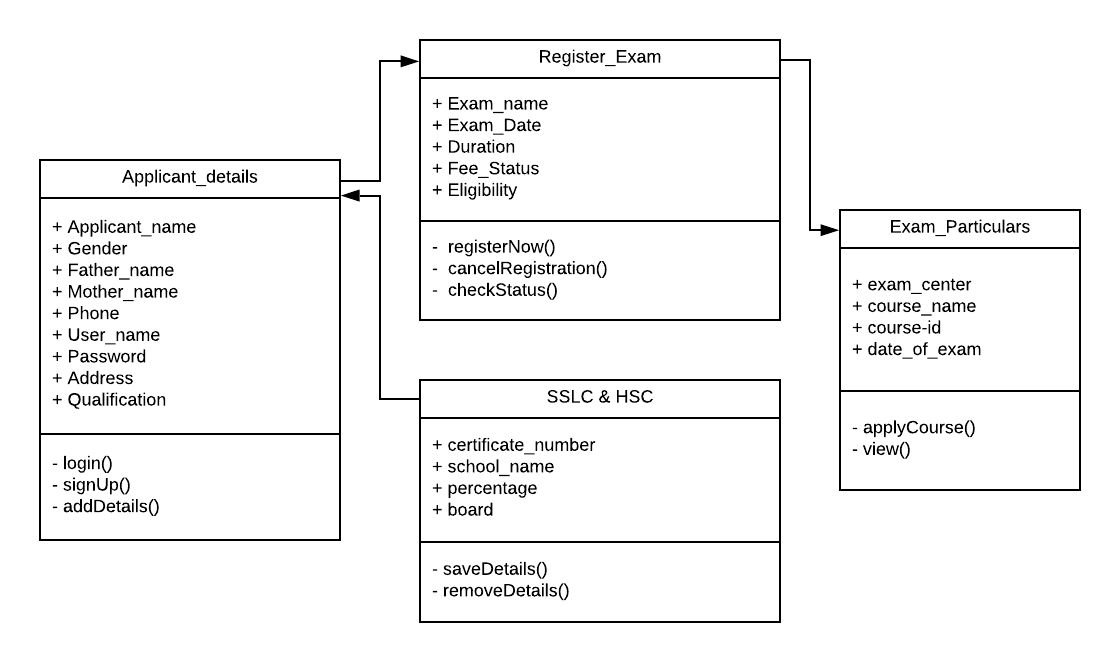 Register_Exam
+ Exam_name
+ Exam_Date
+ Duration
+ Fee_Status
+ Eligibility
- registerNow()
- cancelRegistration()
- checkStatus()
Applicant_details
+ Applicant_name
+ Gender
+ Father_name
+ Mother_name
+ Phone
+ User_name
+ Password
+ Address
+ Qualification
- login()
- signUp()
- addDetails()
Exam_Particulars
+ exam_center
+ course_name
+ course-id
+ date_of_exam
- applyCourse()
- view()
SSLC & HSC
+ certificate_number
+ school_name
+ percentage
+ board
- saveDetails()
- removeDetails()